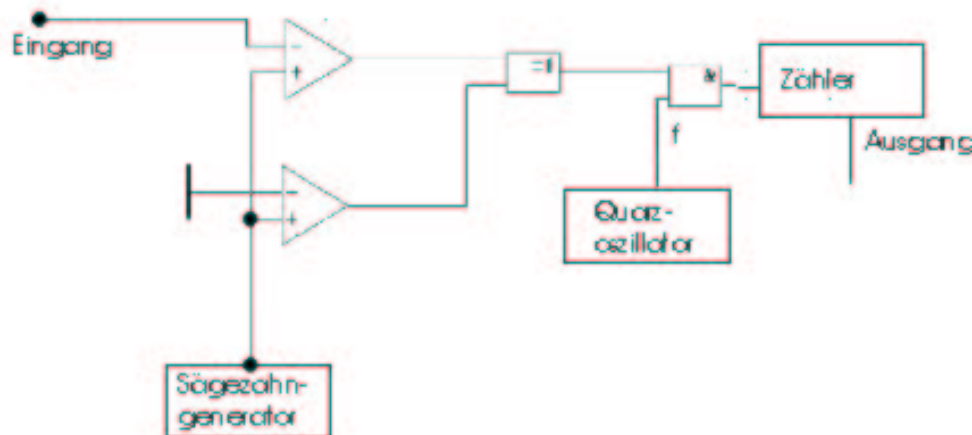 Eingang
−
+
=1
&
Zähler
f
Ausgang
−
+
Quarz-
oszillator
Sägezahn-
generator